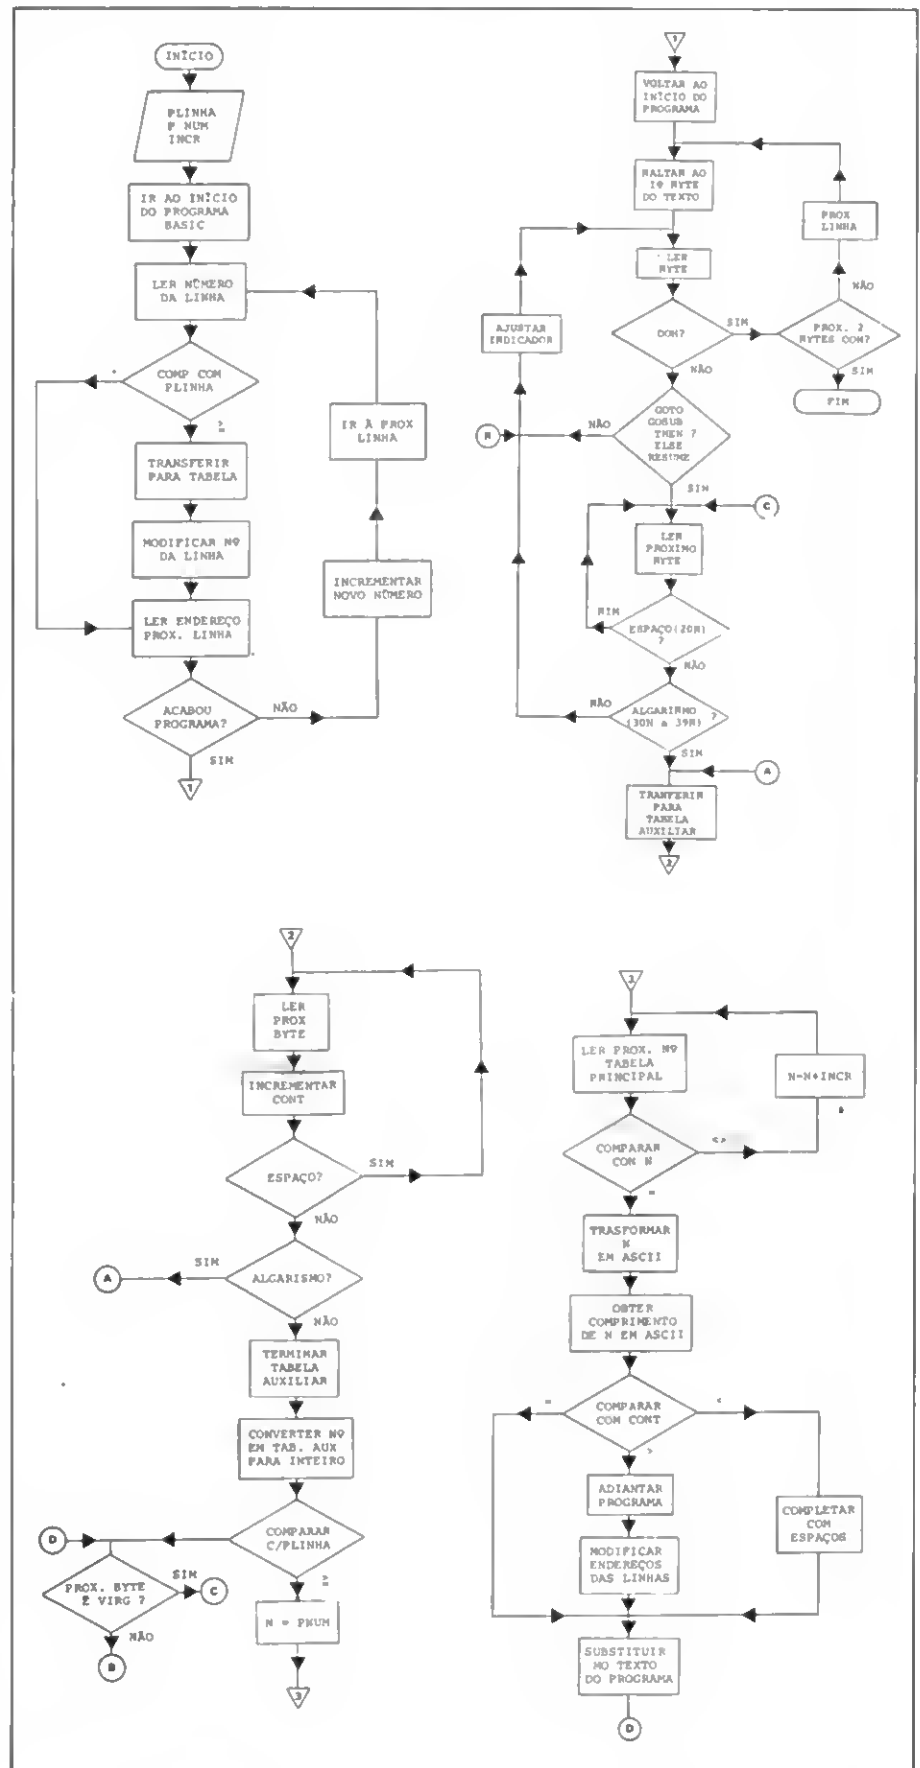 INÍCIO
PLINHA
P NUM
INCR
IR AO INÍCIO
DO PROGRAMA
BASIC
LER NÚMERO
DA LINHA
COMP COM
PLINHA
>
=
TRANSFERIR
PARA TABELA
MODIFICAR Nº
DA LINHA
LER ENDEREÇO
PROX. LINHA
ACABOU
PROGRAMA?
NÃO
SIM
1
IR À PROX
LINHA
INCREMENTAR
NOVO NÚMERO
1
VOLTAR AO
INÍCIO DO
PROGRAMA
SALTAR AO
1º BYTE
DO TEXTO
LER
BYTE
OOH?
SIM
NÃO
PROX. 2
BYTES OOH?
NÃO
SIM
PROX
LINHA
FIM
AJUSTAR
INDICADOR
GOTO
GOSUB
THEN ?
ELSE
RESUME
NÃO
B
SIM
C
LER
PROXIMO
BYTE
SIM
ESPAÇO(20H)
?
NÃO
NÃO
ALGARISMO
(30H a 39H) ?
SIM
A
TRANFERIR
PARA
TABELA
AUXILIAR
2
2
LER
PROX
BYTE
INCREMENTAR
CONT
ESPAÇO?
SIM
NÃO
SIM
A
ALGARISMO?
NÃO
TERMINAR
TABELA
AUXILIAR
CONVERTER Nº
EM TAB. AUX
PARA INTEIRO
COMPARAR
C/PLINHA
D
PROX. BYTE
É VIRG ?
SIM
C
NÃO
B
=>
N = PNUM
3
3
LER PROX. Nº
TABELA
PRINCIPAL
N=N+INCR
COMPARAR
COM N
<>
=
TRASFORMAR
N
EM ASCII
OBTER
COMPRIMENTO
DE N EM ASCII
=
COMPARAR
COM CONT
<
>
ADIANTAR
PROGRAMA
COMPLETAR
COM
ESPAÇOS
MODIFICAR
ENDEREÇOS
DAS LINHAS
SUBSTITUIR
NO TEXTO
DO PROGRAMA
D